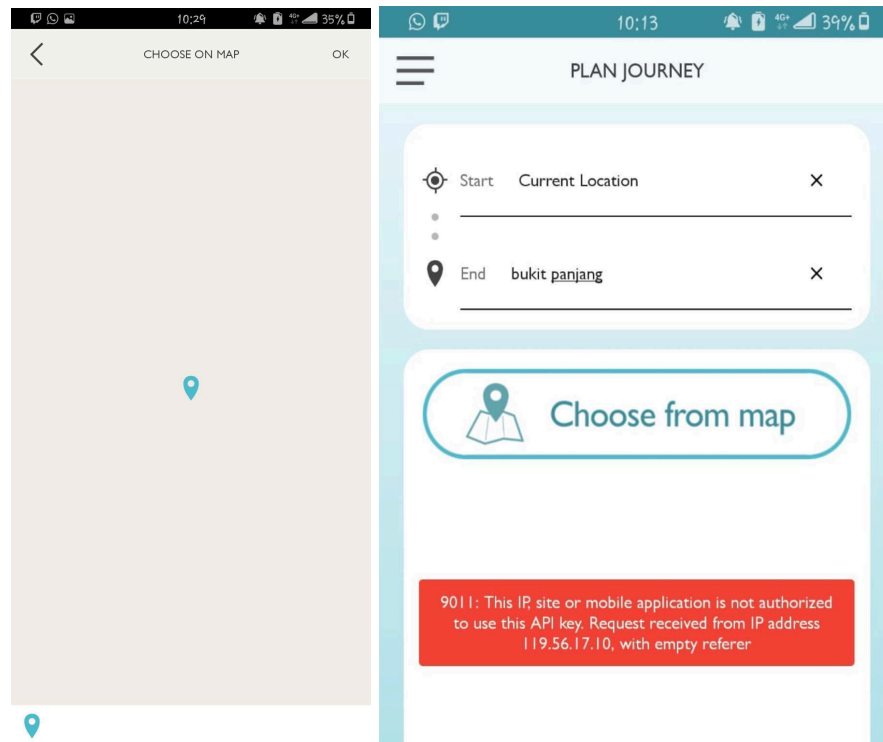 10:29
4G+
35%
CHOOSE ON MAP
OK
10:13
4G+
39%
PLAN JOURNEY
Start Current Location ×
End bukit panjang ×
Choose from map
9011: This IP, site or mobile application is not authorized
to use this API key. Request received from IP address
119.56.17.10, with empty referer